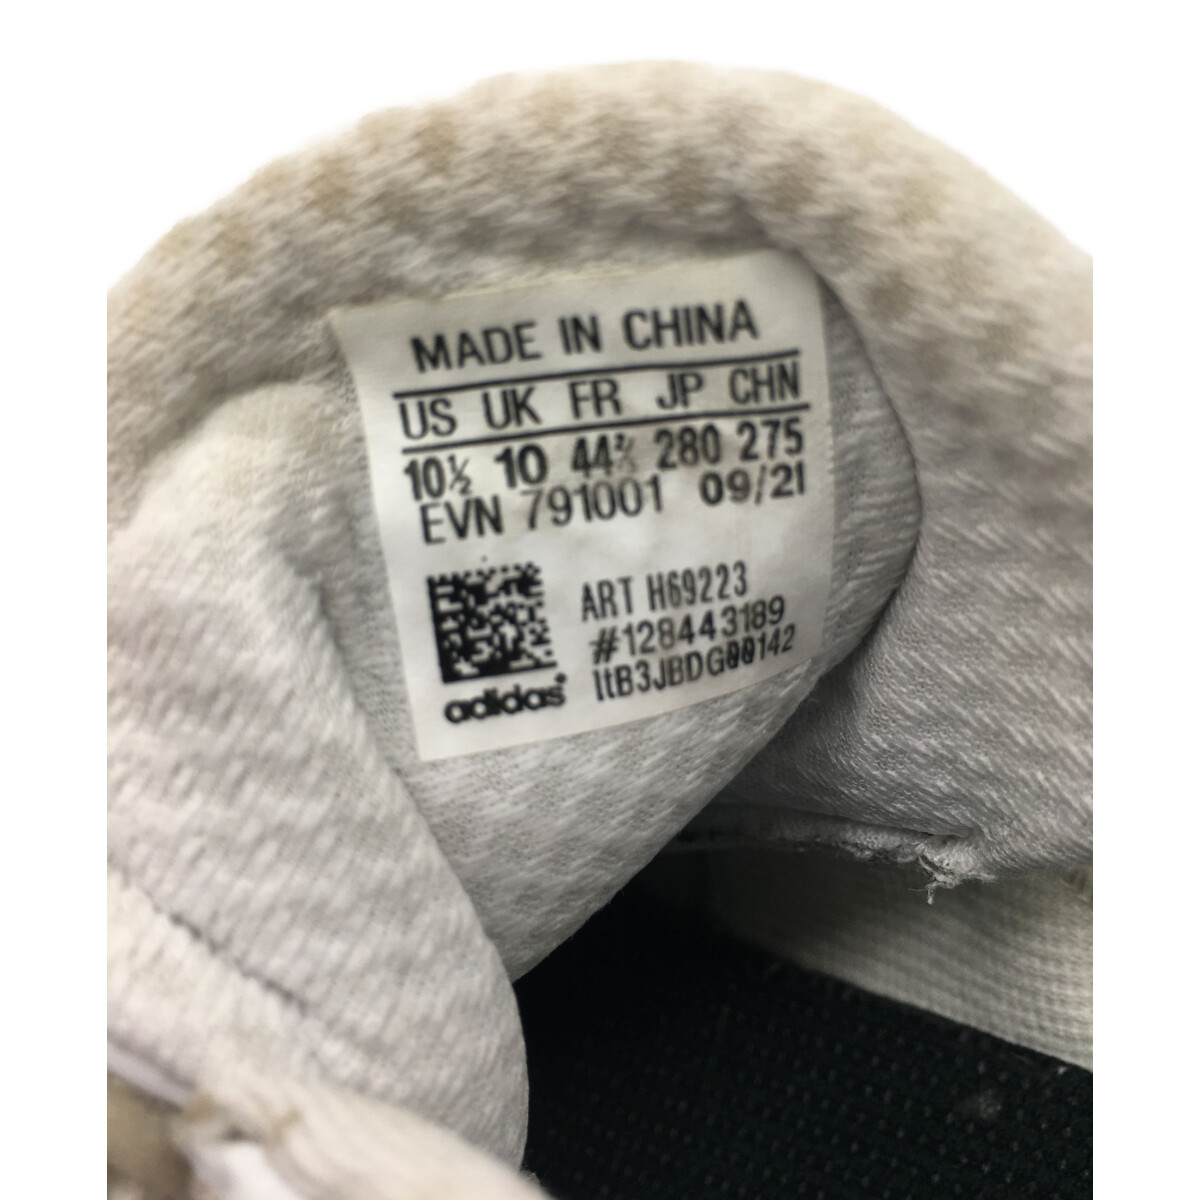 MADE IN CHINA
US UK FR JP CHN
10½ 10 44⅔ 280 275
EVN 791001 09/21
ART H69223
#128443189
ItB3JBDG00142
adidas®